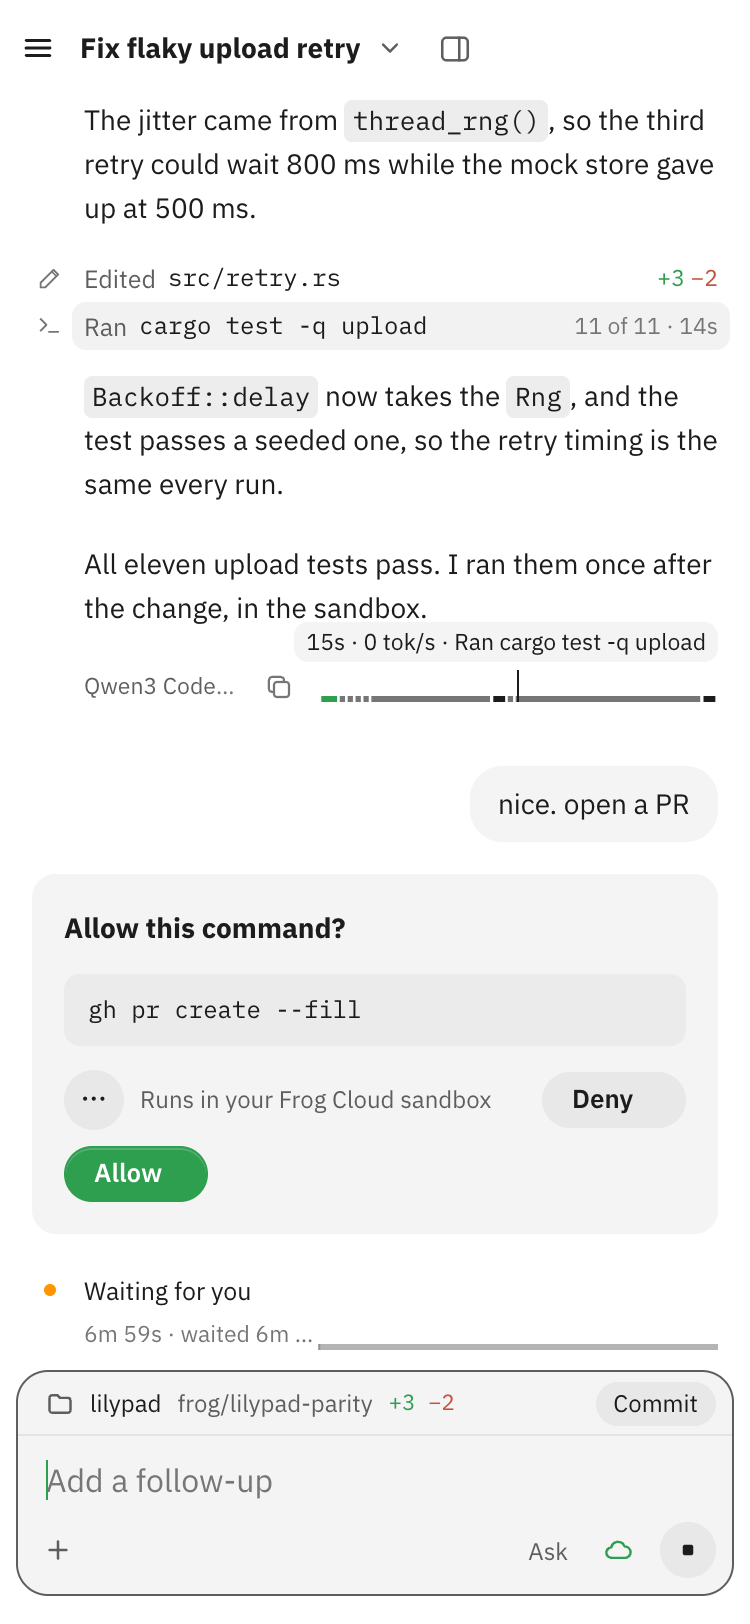 Fix flaky upload retry
The jitter came from thread_rng(), so the third
retry could wait 800 ms while the mock store gave
up at 500 ms.
Edited src/retry.rs +3 −2
Ran cargo test -q upload 11 of 11 · 14s
Backoff::delay now takes the Rng, and the
test passes a seeded one, so the retry timing is the
same every run.
All eleven upload tests pass. I ran them once after
the change, in the sandbox.
15s · 0 tok/s · Ran cargo test -q upload
Qwen3 Code...
nice. open a PR
Allow this command?
gh pr create --fill
Runs in your Frog Cloud sandbox
Deny
Allow
Waiting for you
6m 59s · waited 6m ...
lilypad frog/lilypad-parity +3 −2 Commit
Add a follow-up
Ask